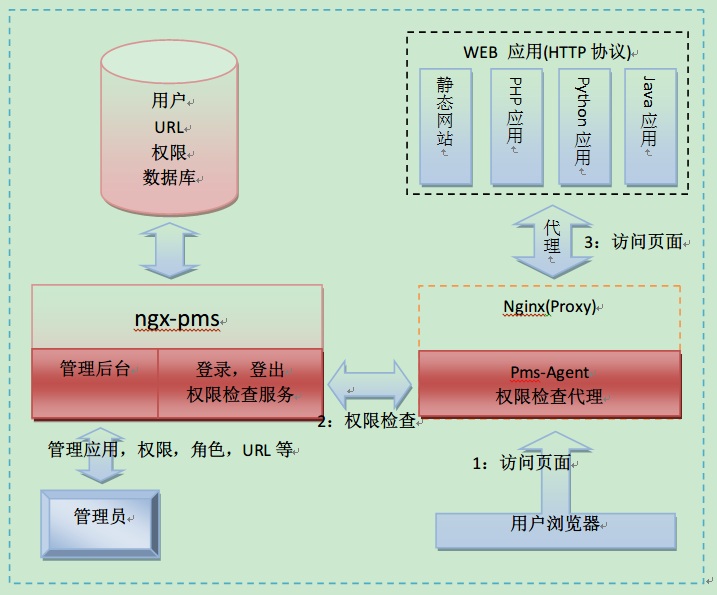 用户
URL
权限
数据库
WEB 应用(HTTP 协议)
静态网站
PHP 应用
Python 应用
Java 应用
代理
3：访问页面
ngx-pms
管理后台
登录，登出
权限检查服务
Nginx(Proxy)
Pms-Agent
权限检查代理
2：权限检查
管理应用，权限，角色，URL 等
管理员
1：访问页面
用户浏览器